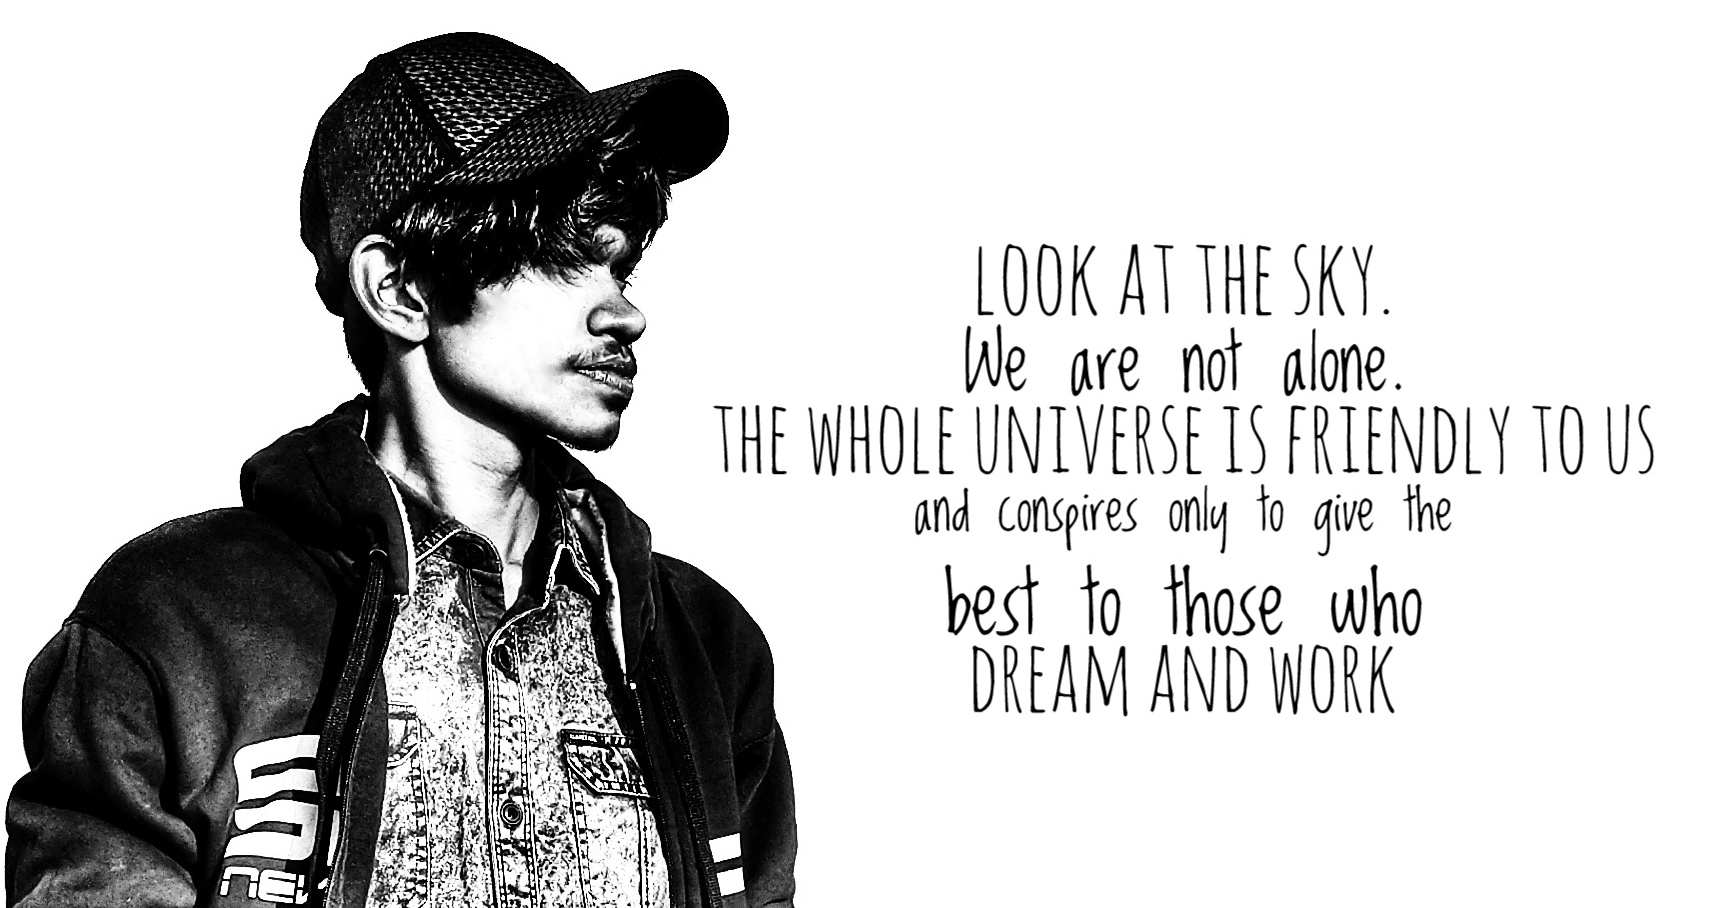 LOOK AT THE SKY.
We are not alone.
THE WHOLE UNIVERSE IS FRIENDLY TO US
and conspires only to give the
best to those who
DREAM AND WORK